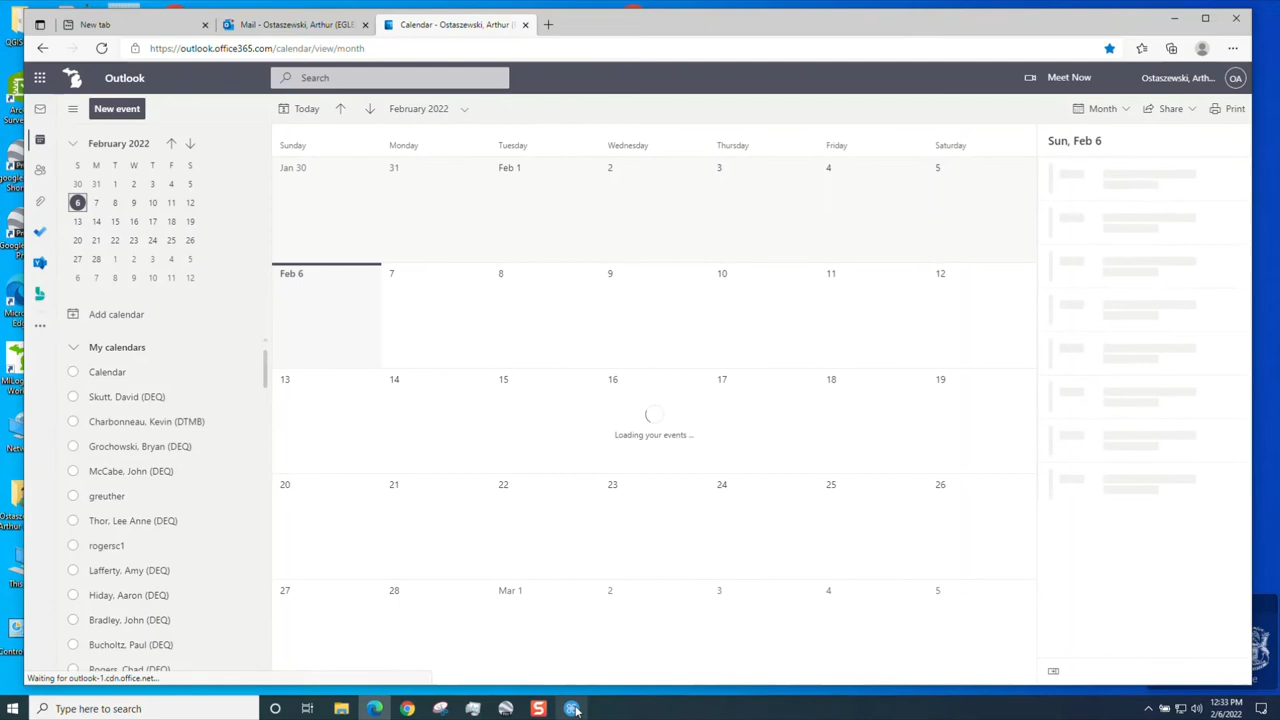 New tab
Mail - Ostaszewski, Arthur (EGLE
Calendar - Ostaszewski, Arthur (
https://outlook.office365.com/calendar/view/month
Outlook
Search
Meet Now
Ostaszewski, Arth...
OA
New event
Today
February 2022
Month
Share
Print
February 2022
S M T W T F S
30 31 1 2 3 4 5
6 7 8 9 10 11 12
13 14 15 16 17 18 19
20 21 22 23 24 25 26
27 28 1 2 3 4 5
6 7 8 9 10 11 12
Add calendar
My calendars
Calendar
Skutt, David (DEQ)
Charbonneau, Kevin (DTMB)
Grochowski, Bryan (DEQ)
McCabe, John (DEQ)
greuther
Thor, Lee Anne (DEQ)
rogersc1
Lafferty, Amy (DEQ)
Hiday, Aaron (DEQ)
Bradley, John (DEQ)
Bucholtz, Paul (DEQ)
Rogers, Chad (DEQ)
Waiting for outlook-1.cdn.office.net...
Sunday Monday Tuesday Wednesday Thursday Friday Saturday
Jan 30 31 Feb 1 2 3 4 5
Feb 6 7 8 9 10 11 12
13 14 15 16 17 18 19
Loading your events ...
20 21 22 23 24 25 26
27 28 Mar 1 2 3 4 5
Sun, Feb 6
Type here to search
12:33 PM
2/6/2022